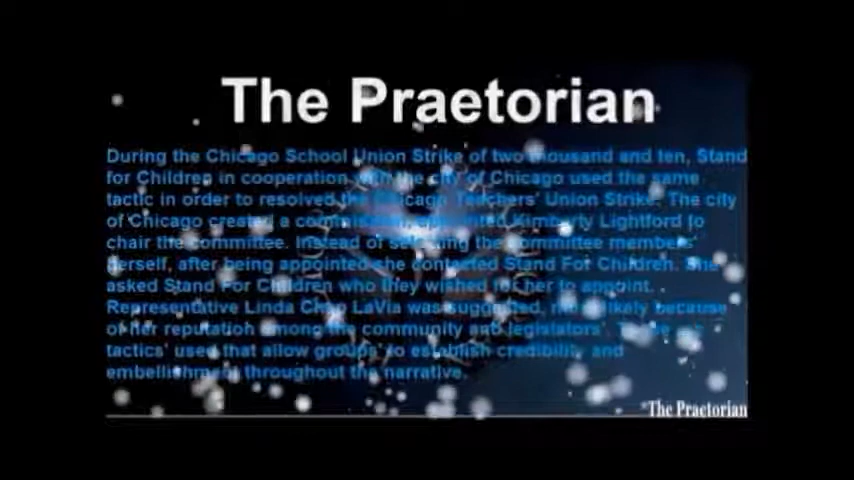 The Praetorian
During the Chicago School Union Strike of two thousand and ten, Stand
for Children in cooperation with the city of Chicago used the same
tactic in order to resolved the Chicago Teachers' Union Strike. The city
of Chicago created a commission, appointed Kimberly Lightford to
chair the committee. Instead of selecting the committee members'
herself, after being appointed she contacted Stand For Children. She
asked Stand For Children who they wished for her to appoint.
Representative Linda Chap LaVia was suggested, most likely because
of her reputation among the community and legislators'.
tactics' used that allow groups' to establish credibility and
embellishment throughout the narrative.
The Praetorian